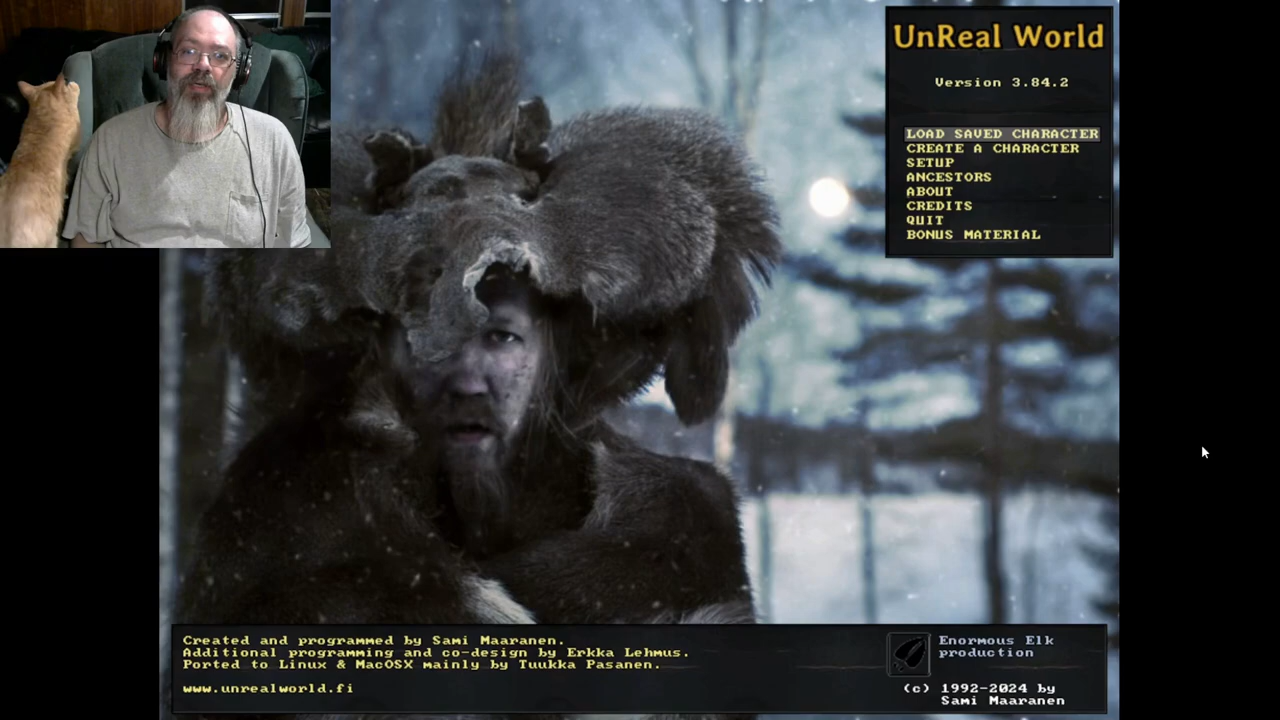 UnReal World
Version 3.84.2
LOAD SAVED CHARACTER
CREATE A CHARACTER
SETUP
ANCESTORS
ABOUT
CREDITS
QUIT
BONUS MATERIAL
Created and programmed by Sami Maaranen.
Additional programming and co-design by Erkka Lehmus.
Ported to Linux & MacOSX mainly by Tuukka Pasanen.
www.unrealworld.fi
Enormous Elk
production
(c) 1992-2024 by
Sami Maaranen